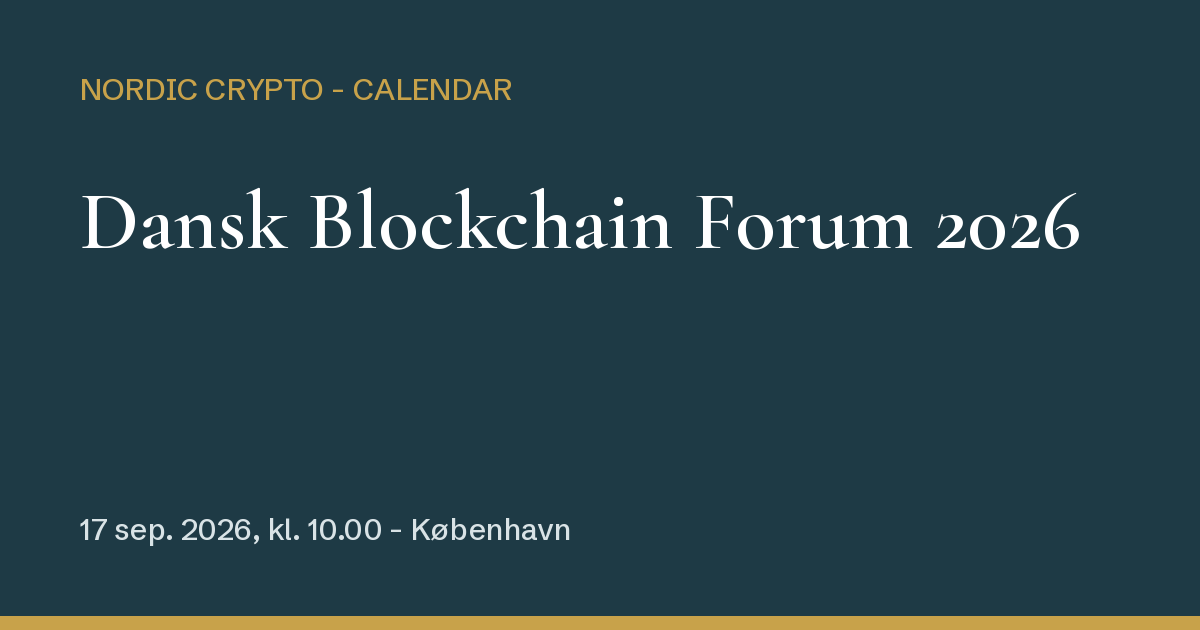 NORDIC CRYPTO - CALENDAR
Dansk Blockchain Forum 2026
17 sep. 2026, kl. 10.00 - København